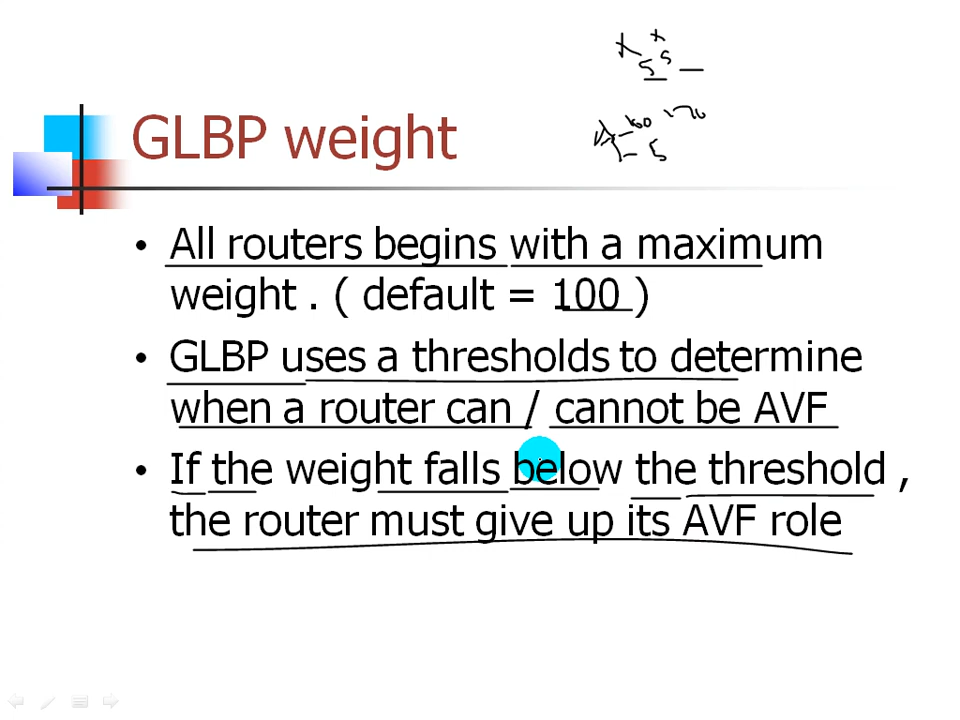 GLBP weight
• All routers begins with a maximum
weight . ( default = 100 )
• GLBP uses a thresholds to determine
when a router can / cannot be AVF
• If the weight falls below the threshold ,
the router must give up its AVF role